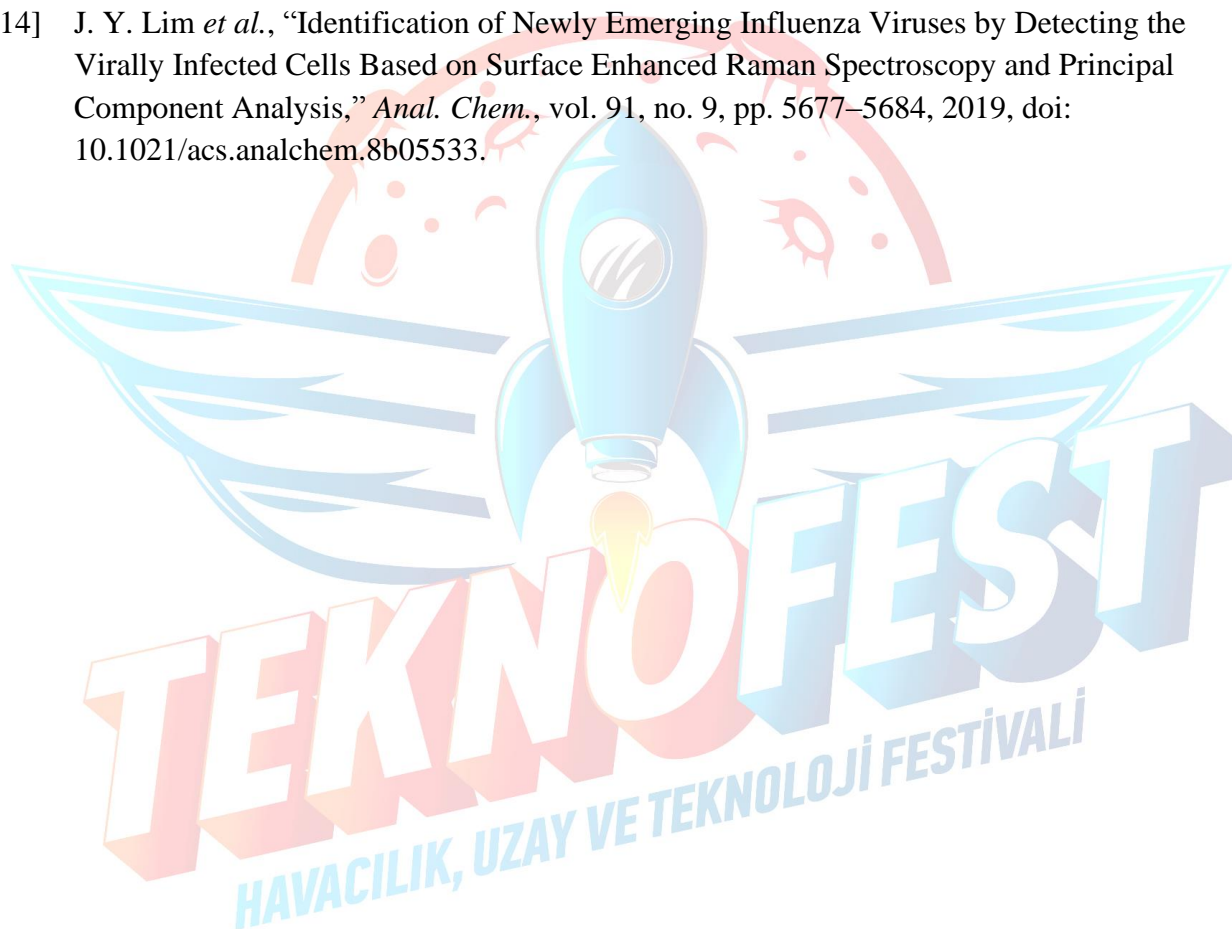 14] J. Y. Lim et al., “Identification of Newly Emerging Influenza Viruses by Detecting the
Virally Infected Cells Based on Surface Enhanced Raman Spectroscopy and Principal
Component Analysis,” Anal. Chem., vol. 91, no. 9, pp. 5677–5684, 2019, doi:
10.1021/acs.analchem.8b05533.
TEKNOFEST
HAVACILIK, UZAY VE TEKNOLOJİ FESTİVALİ